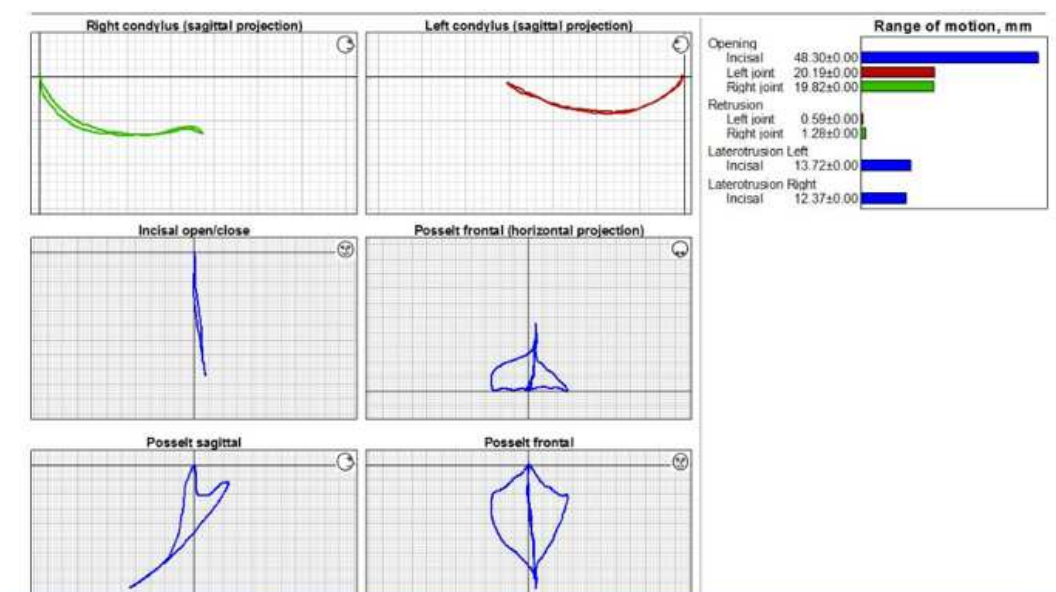 Right condylus (sagittal projection)
Left condylus (sagittal projection)
Range of motion, mm
Opening
Incisal 48.30±0.00
Left joint 20.19±0.00
Right joint 19.82±0.00
Retrusion
Left joint 0.59±0.00
Right joint 1.28±0.00
Laterotrusion Left
Incisal 13.72±0.00
Laterotrusion Right
Incisal 12.37±0.00
Incisal open/close
Posselt frontal (horizontal projection)
Posselt sagittal
Posselt frontal